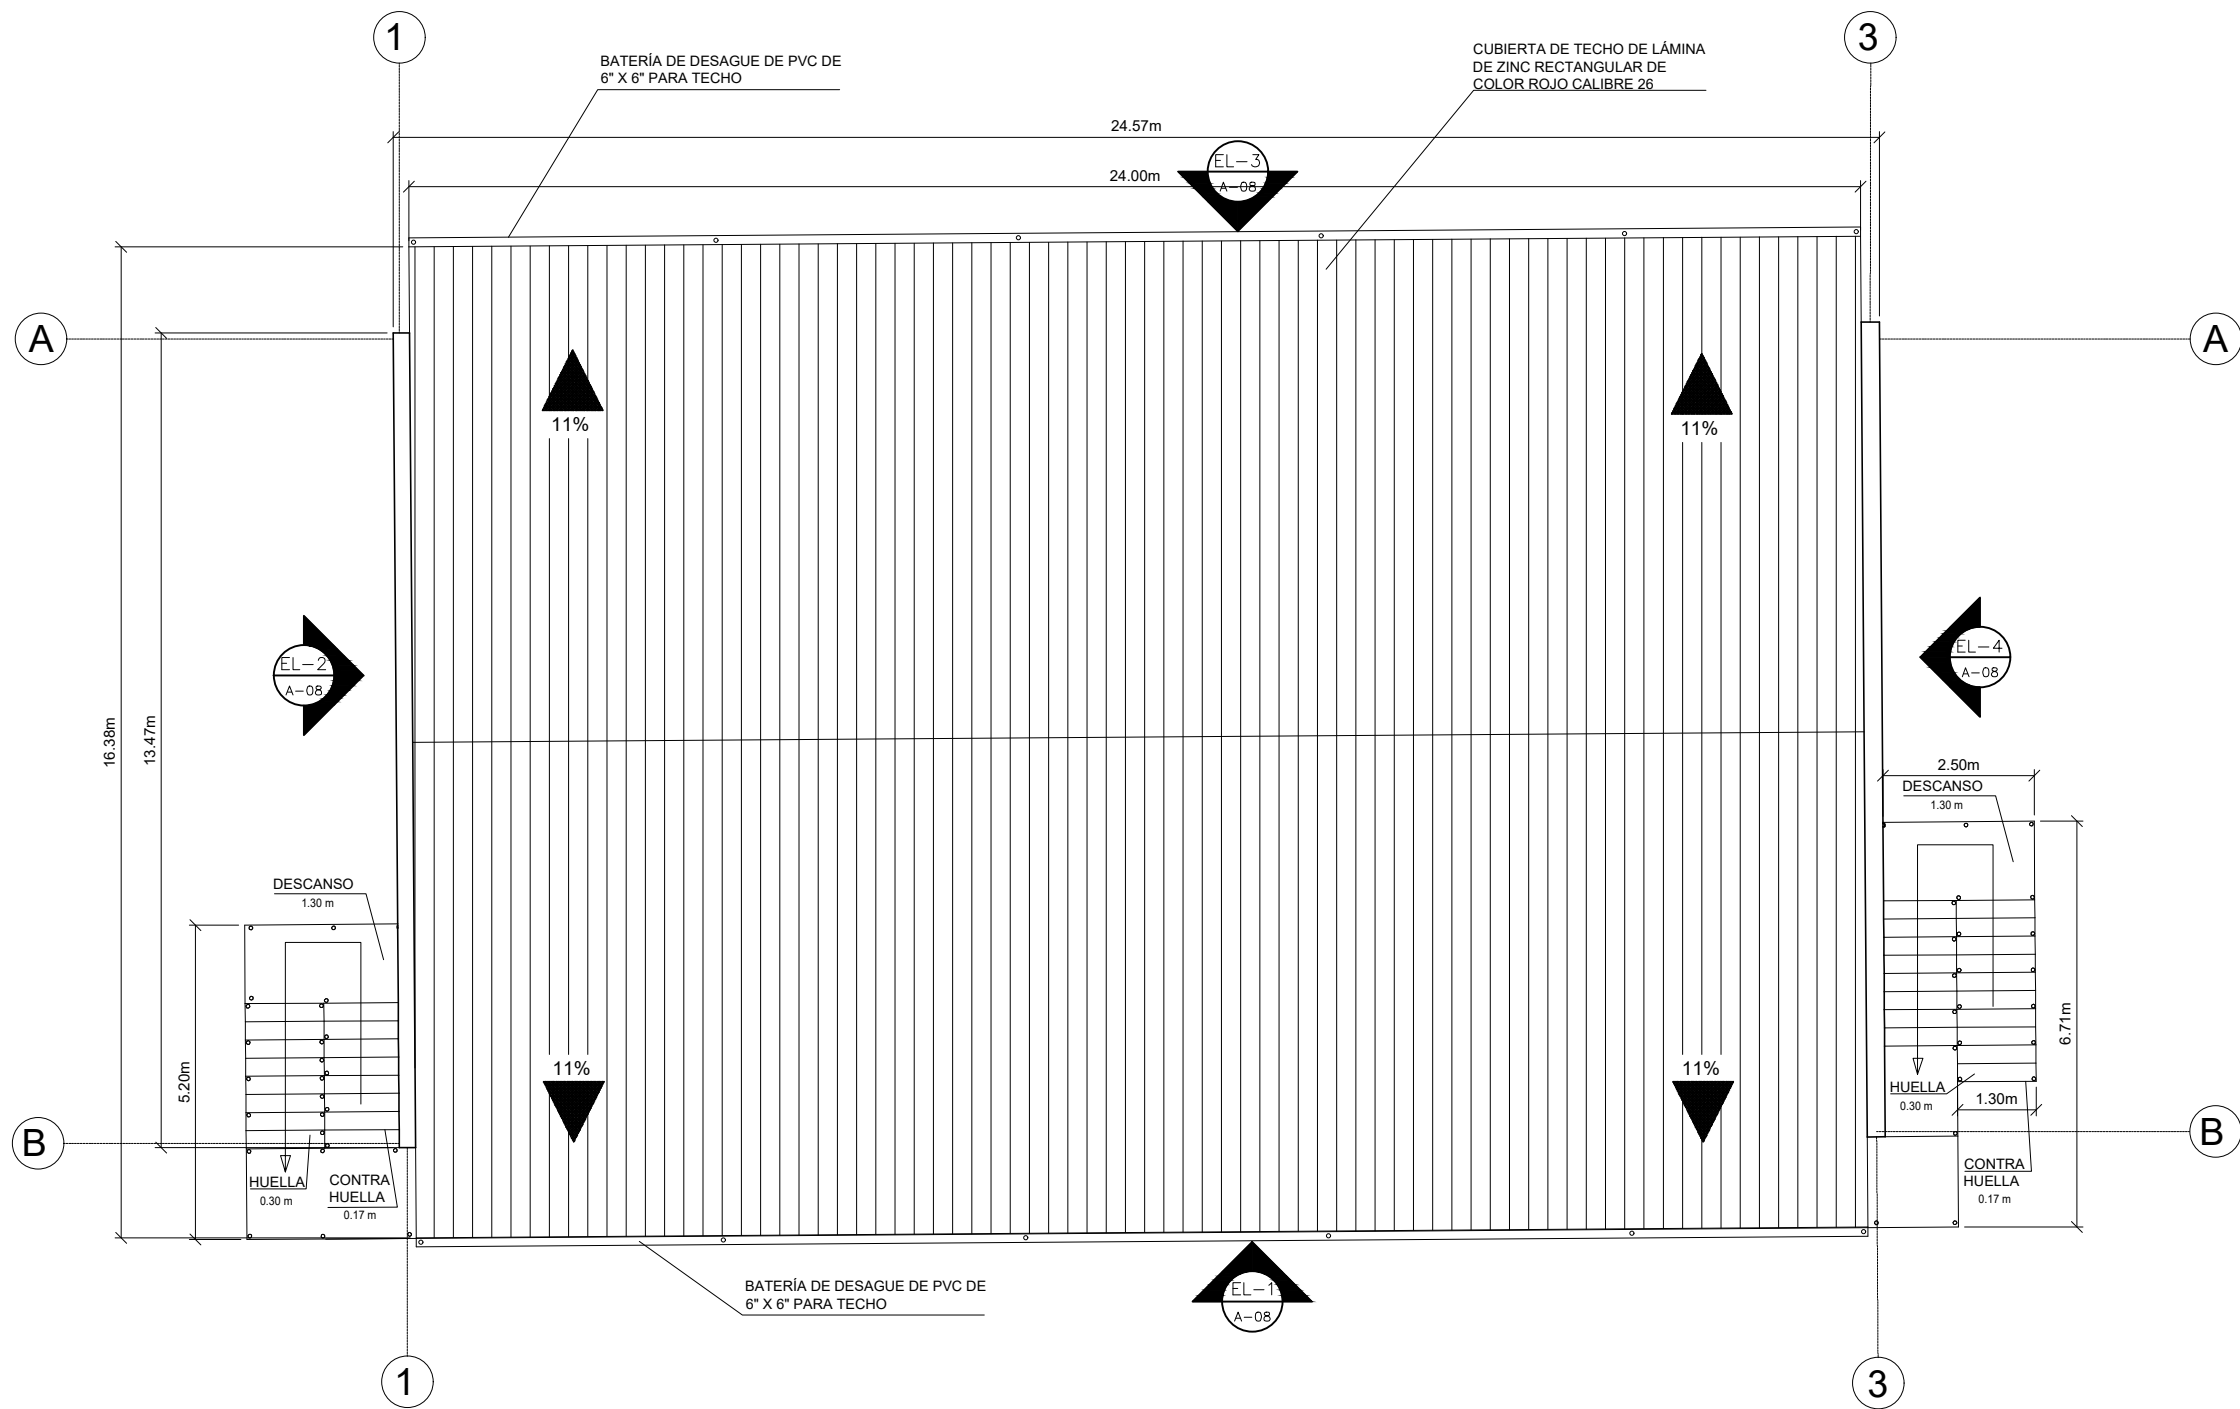 1
3
BATERÍA DE DESAGUE DE PVC DE
6" X 6" PARA TECHO
CUBIERTA DE TECHO DE LÁMINA
DE ZINC RECTANGULAR DE
COLOR ROJO CALIBRE 26
24.57m
EL-3
A-08
24.00m
A
A
11%
11%
EL-2
A-08
EL-4
A-08
16.38m
13.47m
2.50m
DESCANSO
1.30 m
DESCANSO
1.30 m
5.20m
6.71m
11%
11%
HUELLA
0.30 m
1.30m
B
B
HUELLA
0.30 m
CONTRA
HUELLA
0.17 m
CONTRA
HUELLA
0.17 m
BATERÍA DE DESAGUE DE PVC DE
6" X 6" PARA TECHO
EL-1
A-08
1
3